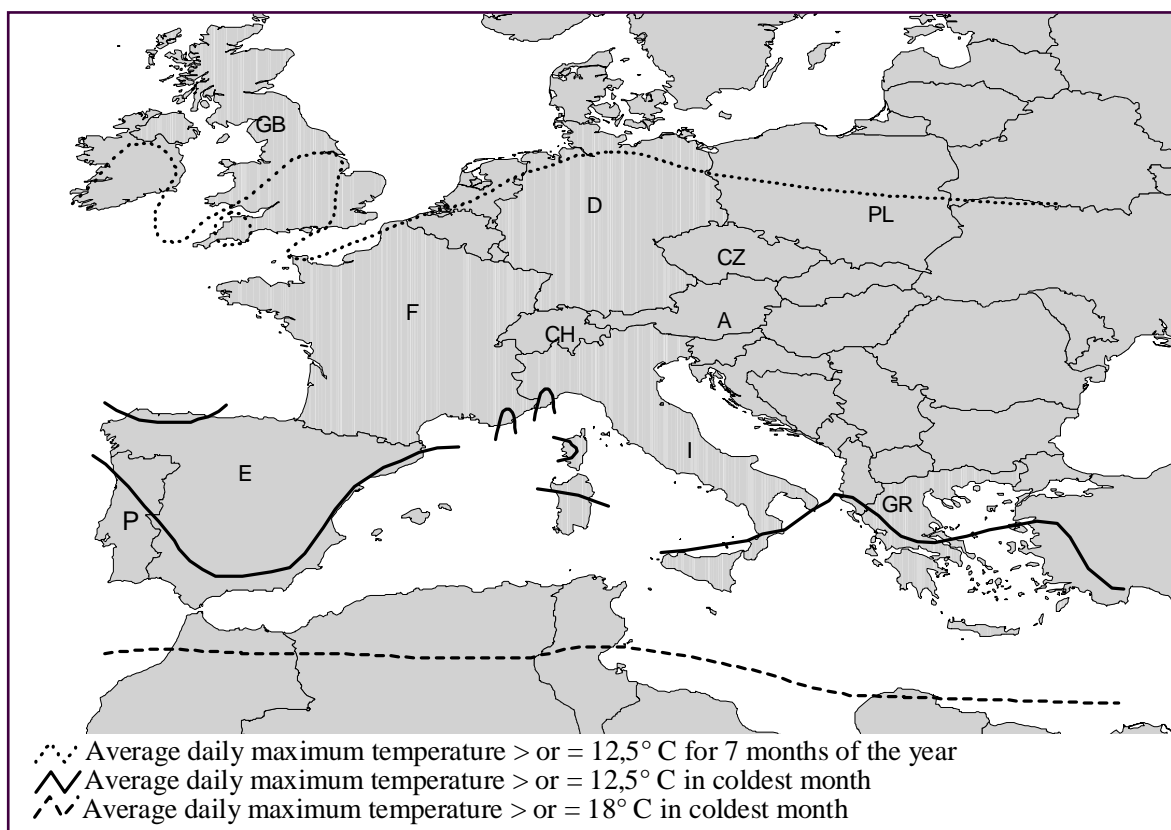 GB
D
PL
CZ
F
A
CH
E
I
P
GR
Average daily maximum temperature > or = 12,5° C for 7 months of the year
Average daily maximum temperature > or = 12,5° C in coldest month
Average daily maximum temperature > or = 18° C in coldest month